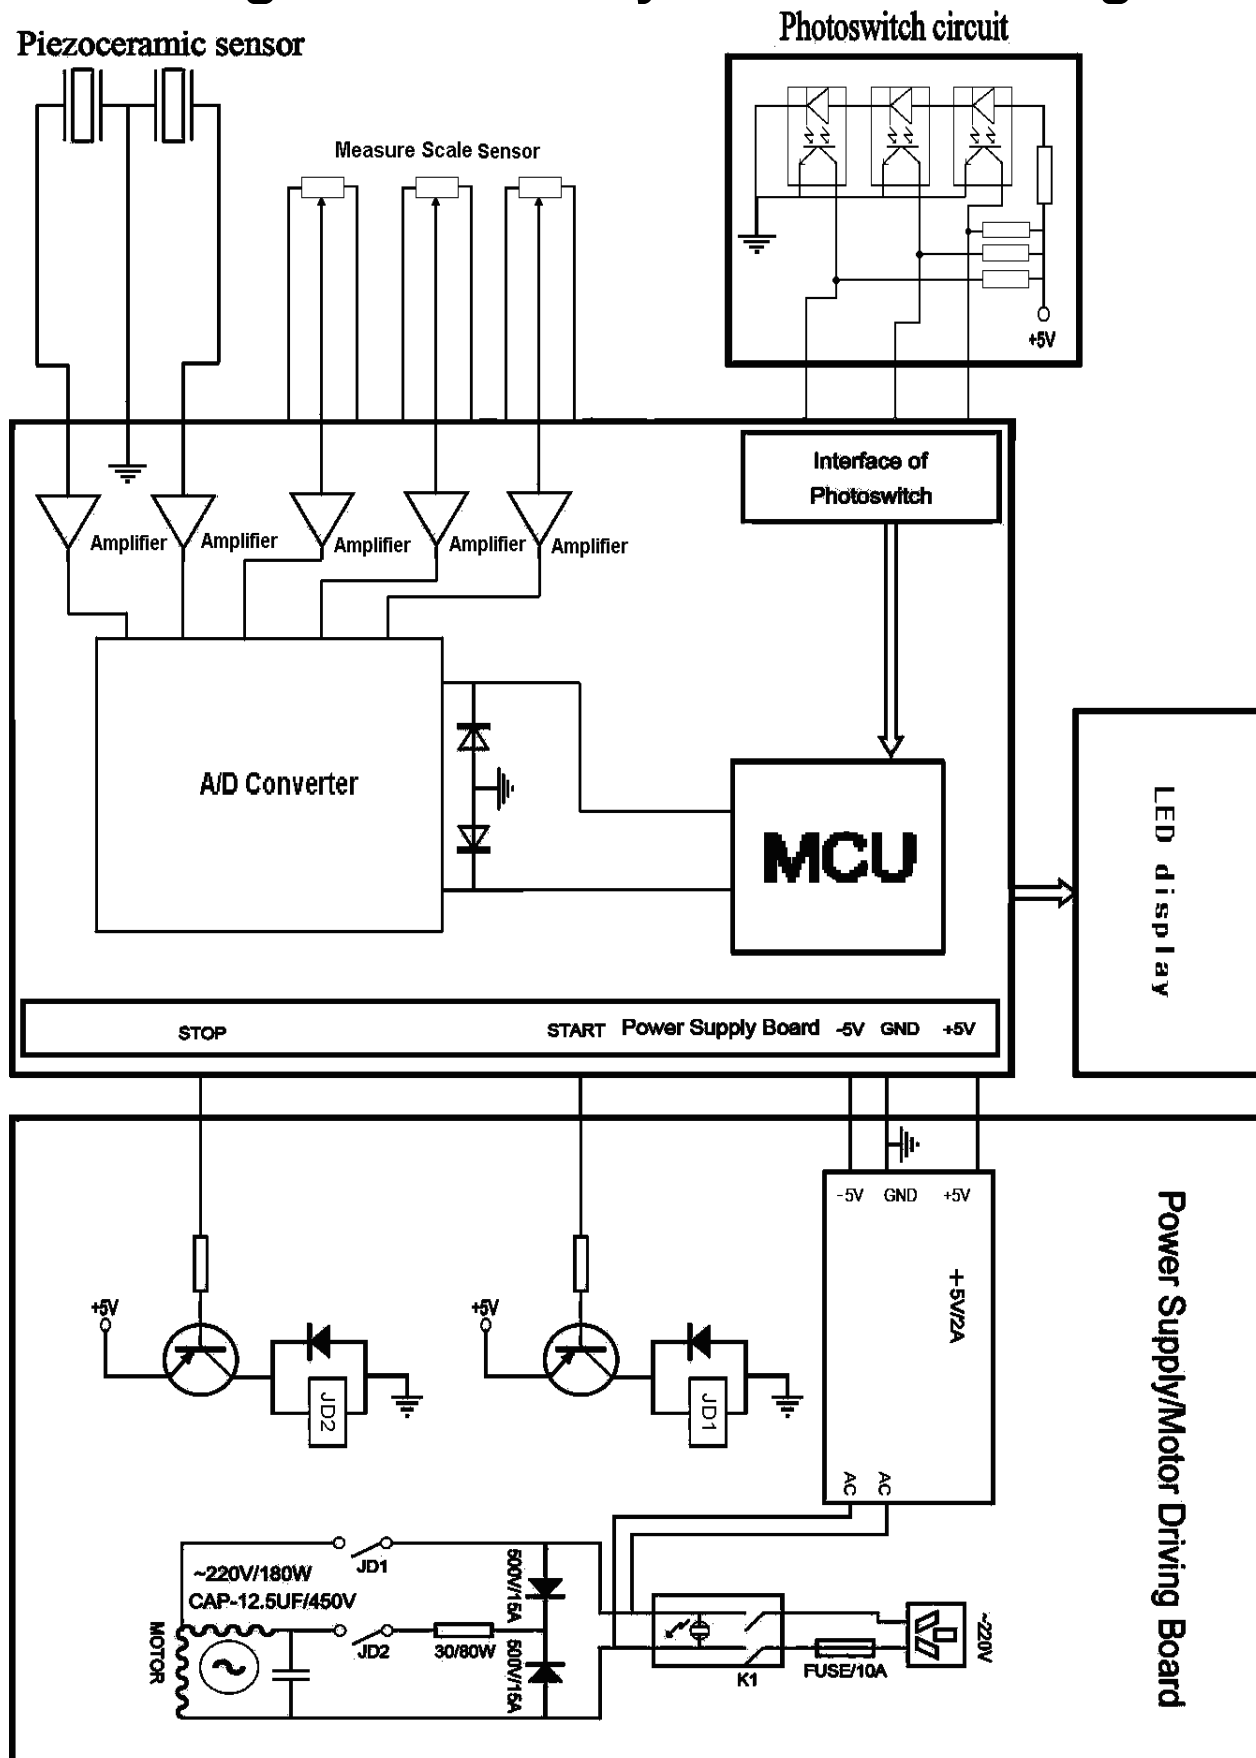 Photoswitch circuit
Piezoceramic sensor
Measure Scale Sensor
+5V
Interface of
Photoswitch
Amplifier
Amplifier
Amplifier
Amplifier
Amplifier
A/D Converter
MCU
LED display
STOP
START
Power Supply Board
-5V
GND
+5V
-5V
GND
+5V
+5V/2A
AC
AC
Power Supply/Motor Driving Board
+5V
JD2
+5V
JD1
~220V/180W
CAP-12.5UF/450V
MOTOR
JD1
JD2
30/80W
500V/15A
500V/15A
K1
FUSE/10A
~220V